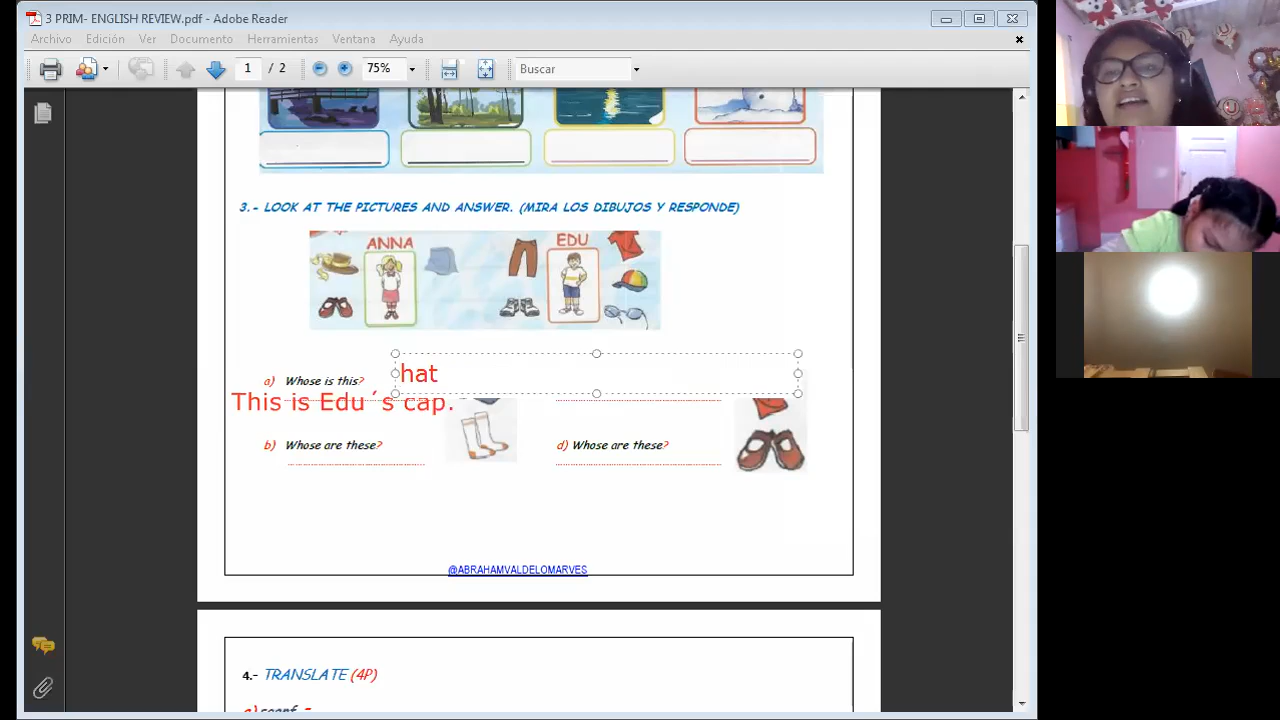 3 PRIM- ENGLISH REVIEW.pdf - Adobe Reader
Archivo Edición Ver Documento Herramientas Ventana Ayuda
1 / 2 75% Buscar
3.- LOOK AT THE PICTURES AND ANSWER. (MIRA LOS DIBUJOS Y RESPONDE)
ANNA EDU
hat
a) Whose is this?
This is Edu´s cap.
b) Whose are these? d) Whose are these?
@ABRAHAMVALDELOMARVES
4.- TRANSLATE (4P)